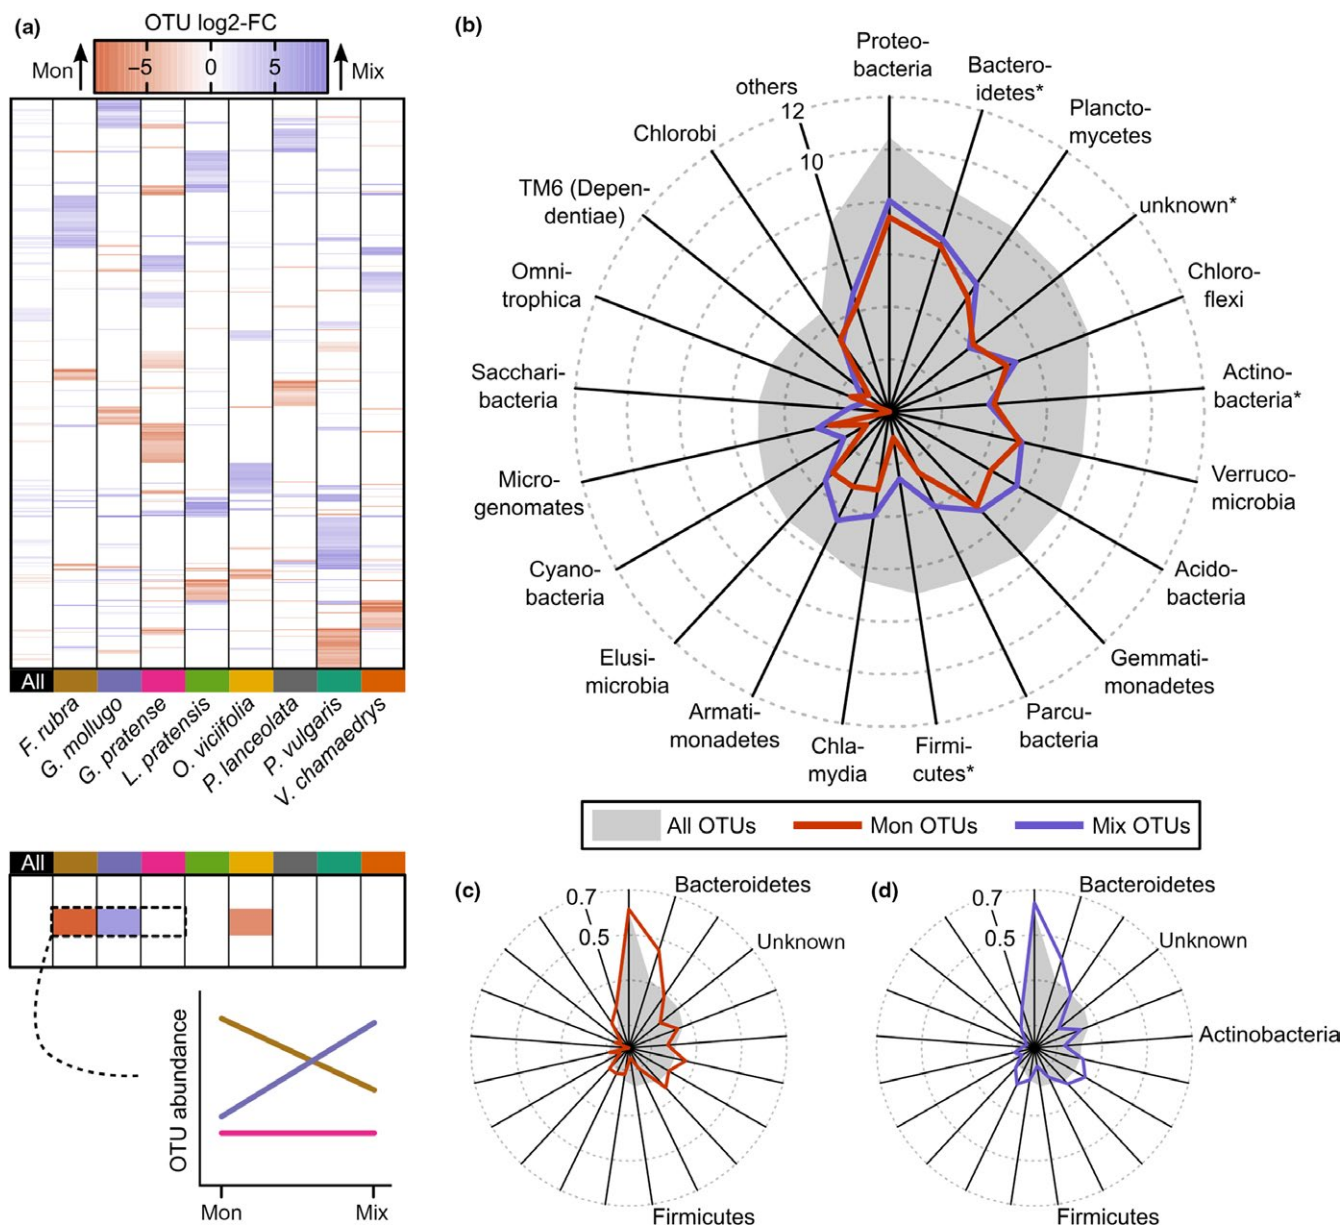 (a)
OTU log2-FC
Mon
−5
0
5
Mix
All
F. rubra
G. mollugo
G. pratense
L. pratensis
O. viciifolia
P. lanceolata
P. vulgaris
V. chamaedrys
All
OTU abundance
Mon
Mix
(b)
Proteo-
bacteria
Bactero-
idetes*
Plancto-
mycetes
unknown*
Chloro-
flexi
Actino-
bacteria*
Verruco-
microbia
Acido-
bacteria
Gemmati-
monadetes
Parcu-
bacteria
Firmi-
cutes*
Chla-
mydia
Armati-
monadetes
Elusi-
microbia
Cyano-
bacteria
Micro-
genomates
Sacchari-
bacteria
Omni-
trophica
TM6 (Depen-
dentiae)
Chlorobi
others
12
10
All OTUs
Mon OTUs
Mix OTUs
(c)
0.7
0.5
Bacteroidetes
Unknown
Firmicutes
(d)
0.7
0.5
Bacteroidetes
Unknown
Actinobacteria
Firmicutes